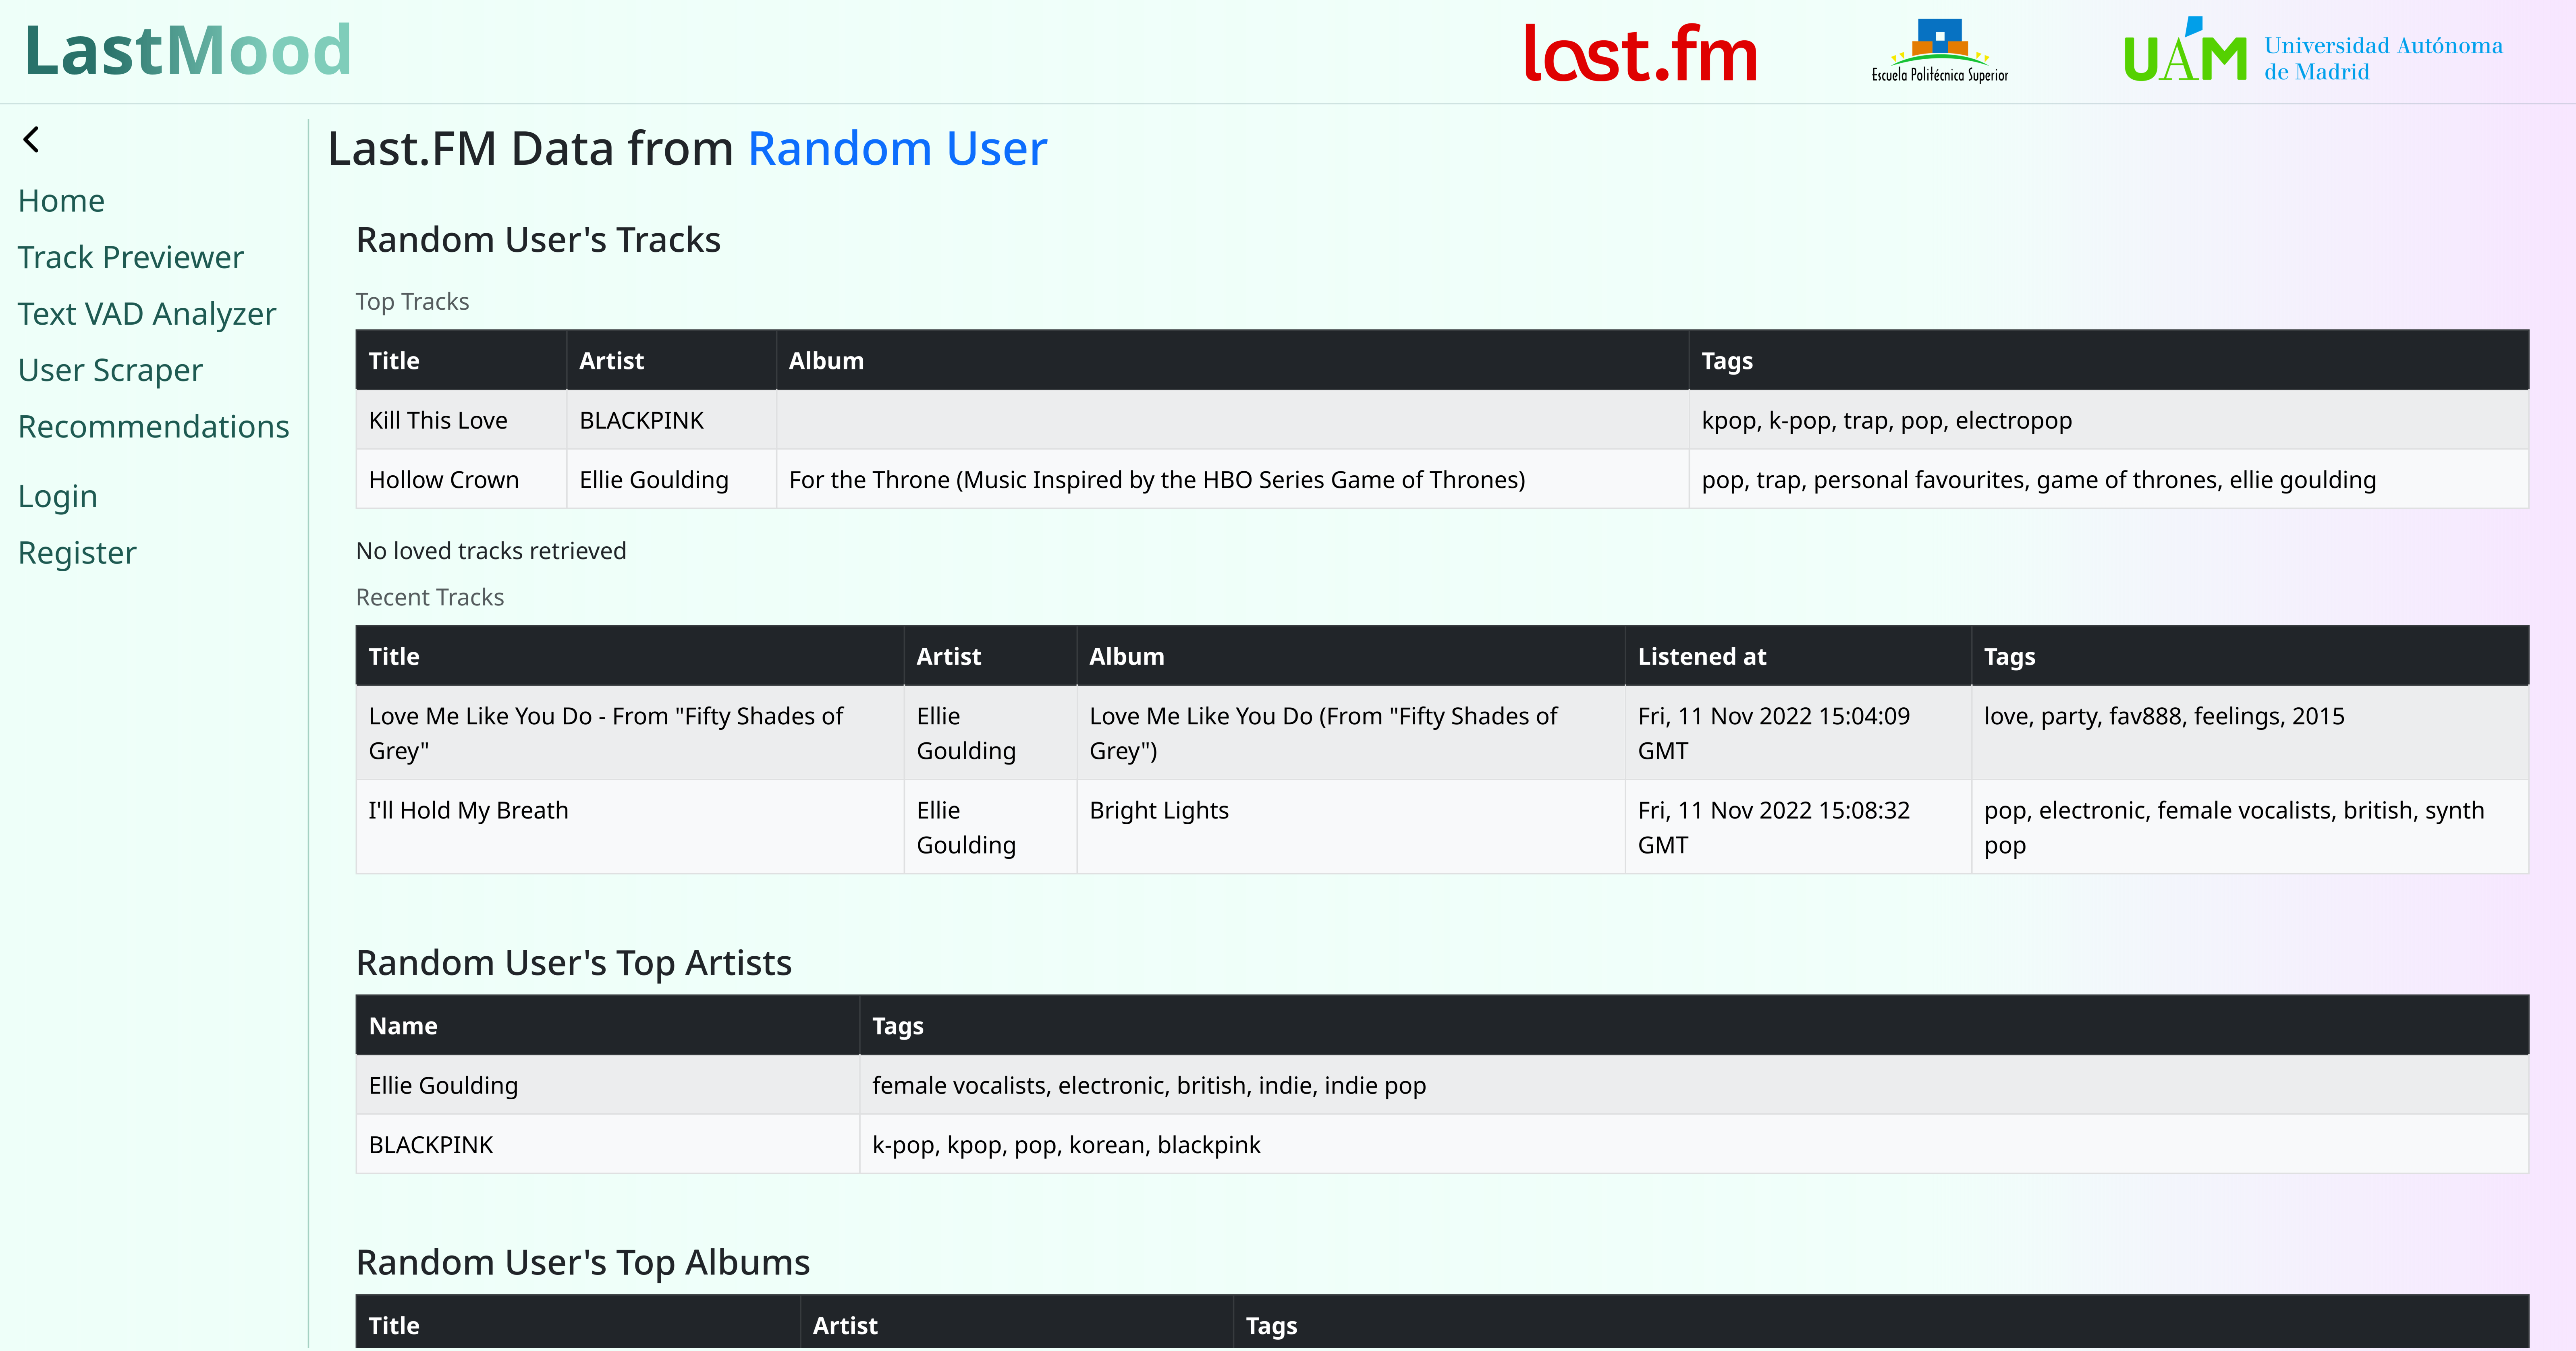 LastMood
last.fm
Escuela Politécnica Superior
UAM Universidad Autónoma
de Madrid
Home
Track Previewer
Text VAD Analyzer
User Scraper
Recommendations
Login
Register
Last.FM Data from Random User
Random User's Tracks
Top Tracks
Title Artist Album Tags
Kill This Love BLACKPINK kpop, k-pop, trap, pop, electropop
Hollow Crown Ellie Goulding For the Throne (Music Inspired by the HBO Series Game of Thrones) pop, trap, personal favourites, game of thrones, ellie goulding
No loved tracks retrieved
Recent Tracks
Title Artist Album Listened at Tags
Love Me Like You Do - From "Fifty Shades of Ellie Love Me Like You Do (From "Fifty Shades of Fri, 11 Nov 2022 15:04:09 love, party, fav888, feelings, 2015
Grey" Goulding Grey") GMT
I'll Hold My Breath Ellie Bright Lights Fri, 11 Nov 2022 15:08:32 pop, electronic, female vocalists, british, synth
Goulding GMT pop
Random User's Top Artists
Name Tags
Ellie Goulding female vocalists, electronic, british, indie, indie pop
BLACKPINK k-pop, kpop, pop, korean, blackpink
Random User's Top Albums
Title Artist Tags